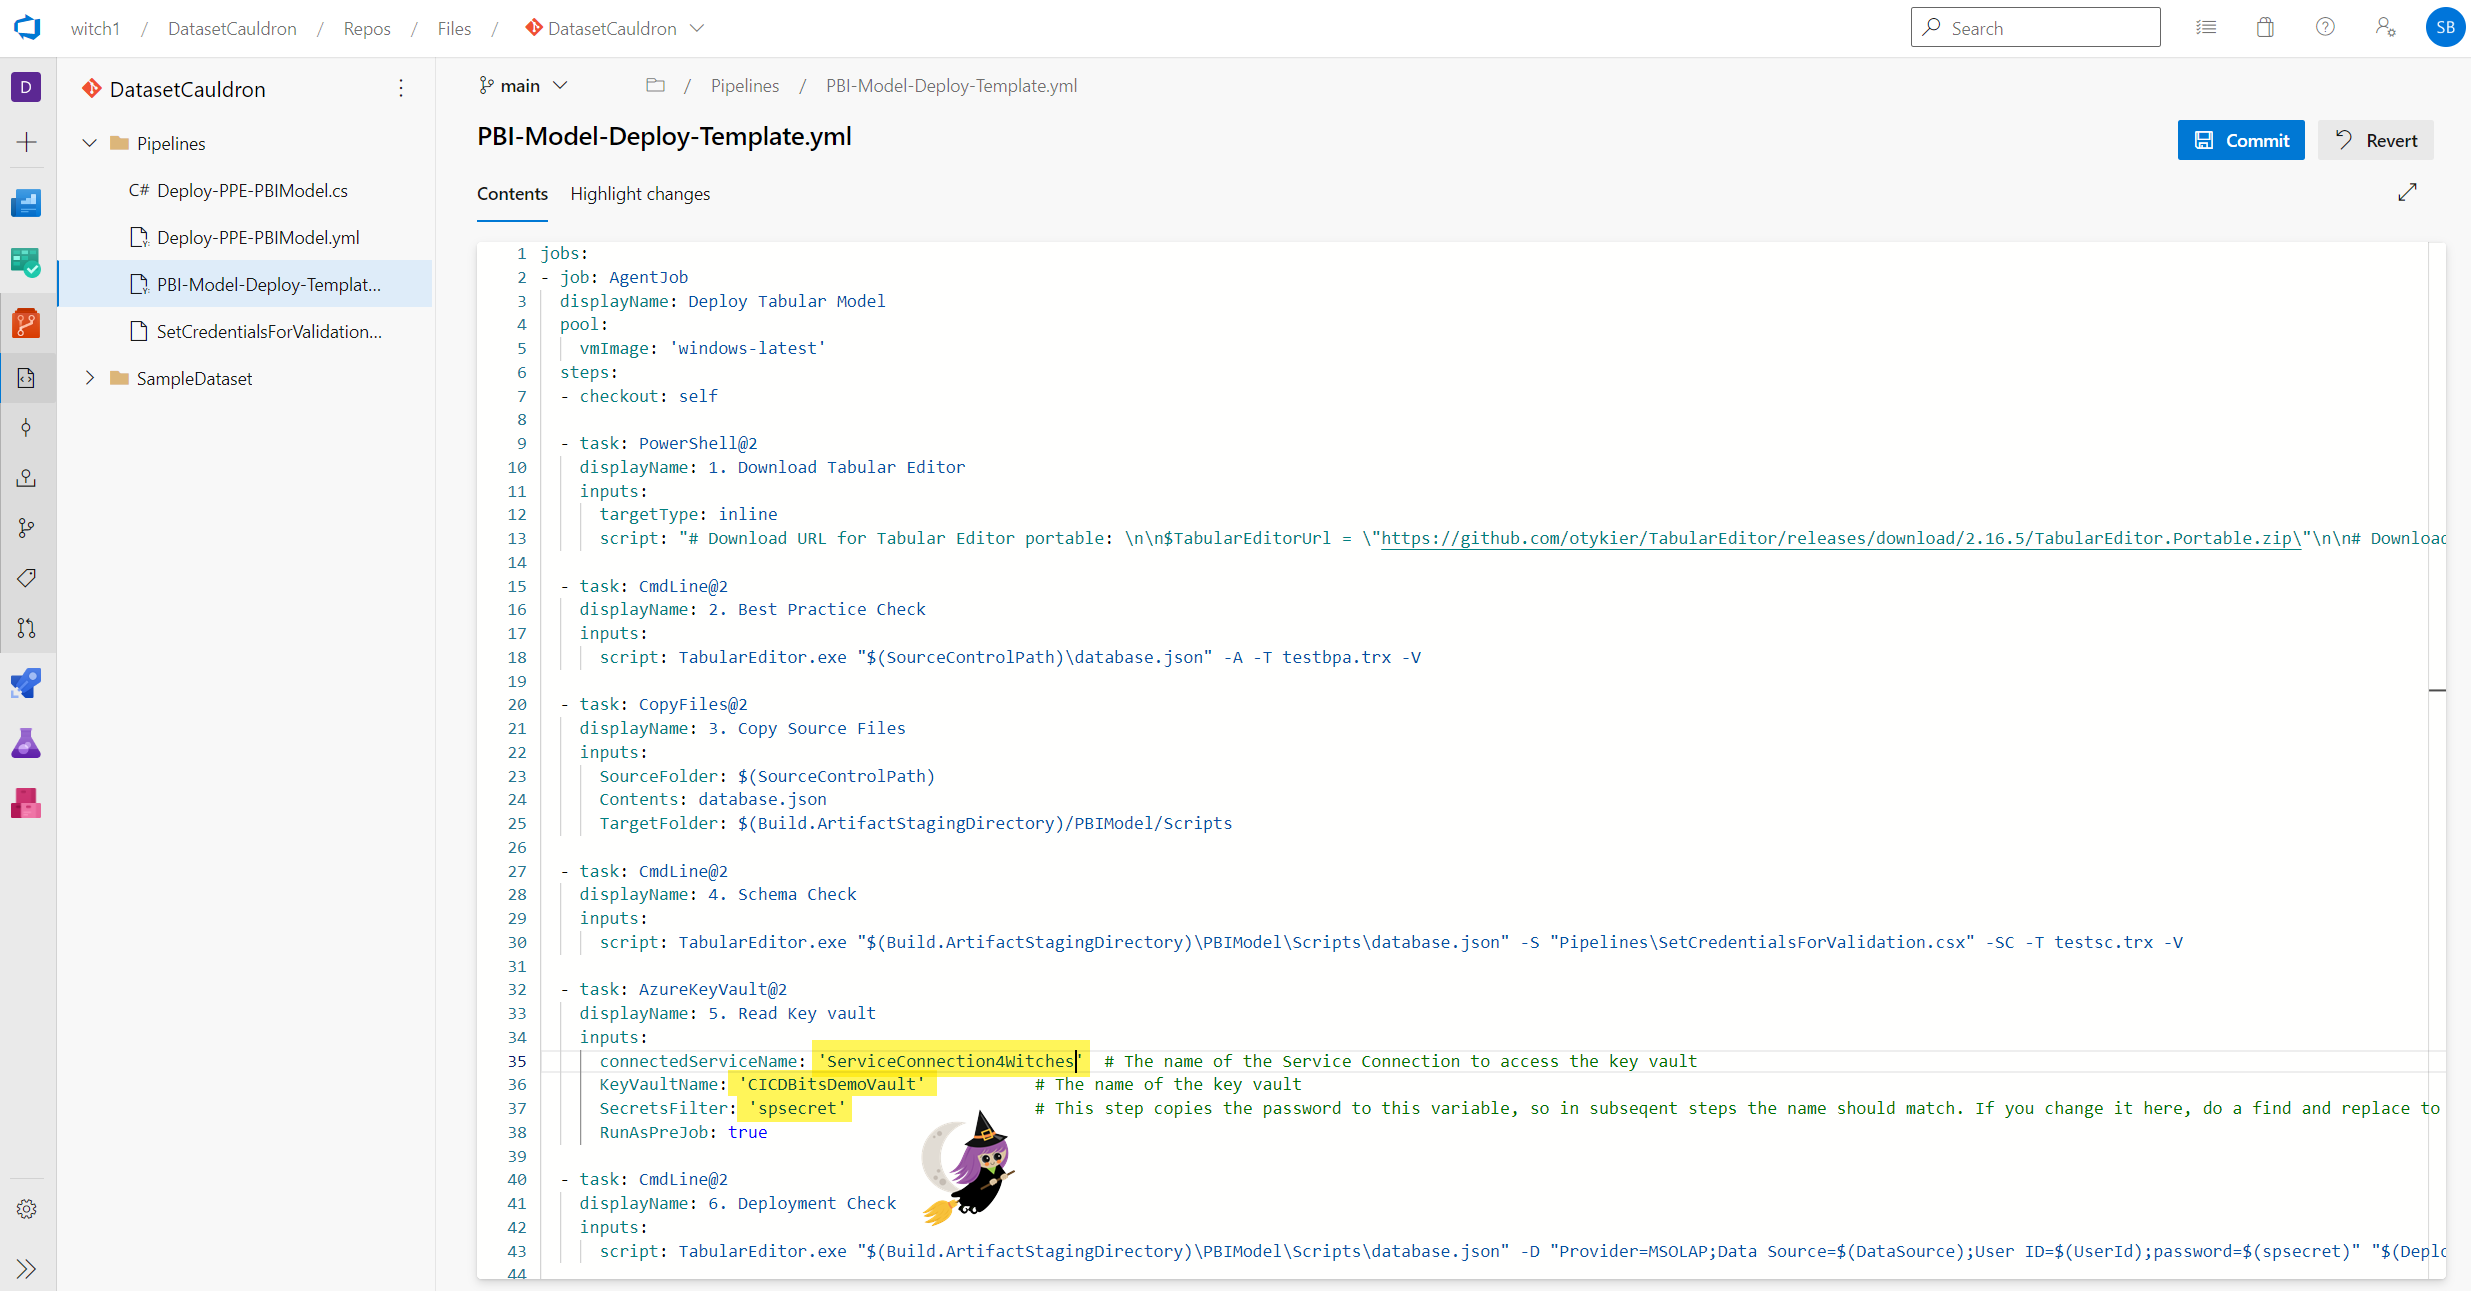 witch1 / DatasetCauldron / Repos / Files / DatasetCauldron
Search
SB
D
DatasetCauldron
Pipelines
C# Deploy-PPE-PBIModel.cs
Deploy-PPE-PBIModel.yml
PBI-Model-Deploy-Templat...
SetCredentialsForValidation...
SampleDataset
main
/ Pipelines / PBI-Model-Deploy-Template.yml
PBI-Model-Deploy-Template.yml
Commit
Revert
Contents Highlight changes
1 jobs:
2 - job: AgentJob
3 displayName: Deploy Tabular Model
4 pool:
5 vmImage: 'windows-latest'
6 steps:
7 - checkout: self
8
9 - task: PowerShell@2
10 displayName: 1. Download Tabular Editor
11 inputs:
12 targetType: inline
13 script: "# Download URL for Tabular Editor portable: \n\n$TabularEditorUrl = \"https://github.com/otykier/TabularEditor/releases/download/2.16.5/TabularEditor.Portable.zip\"\n\n# Download
14
15 - task: CmdLine@2
16 displayName: 2. Best Practice Check
17 inputs:
18 script: TabularEditor.exe "$(SourceControlPath)\database.json" -A -T testbpa.trx -V
19
20 - task: CopyFiles@2
21 displayName: 3. Copy Source Files
22 inputs:
23 SourceFolder: $(SourceControlPath)
24 Contents: database.json
25 TargetFolder: $(Build.ArtifactStagingDirectory)/PBIModel/Scripts
26
27 - task: CmdLine@2
28 displayName: 4. Schema Check
29 inputs:
30 script: TabularEditor.exe "$(Build.ArtifactStagingDirectory)\PBIModel\Scripts\database.json" -S "Pipelines\SetCredentialsForValidation.csx" -SC -T testsc.trx -V
31
32 - task: AzureKeyVault@2
33 displayName: 5. Read Key vault
34 inputs:
35 connectedServiceName: 'ServiceConnection4Witches' # The name of the Service Connection to access the key vault
36 KeyVaultName: 'CICDBitsDemoVault' # The name of the key vault
37 SecretsFilter: 'spsecret' # This step copies the password to this variable, so in subseqent steps the name should match. If you change it here, do a find and replace to
38 RunAsPreJob: true
39
40 - task: CmdLine@2
41 displayName: 6. Deployment Check
42 inputs:
43 script: TabularEditor.exe "$(Build.ArtifactStagingDirectory)\PBIModel\Scripts\database.json" -D "Provider=MSOLAP;Data Source=$(DataSource);User ID=$(UserId);password=$(spsecret)" "$(Deplo
44